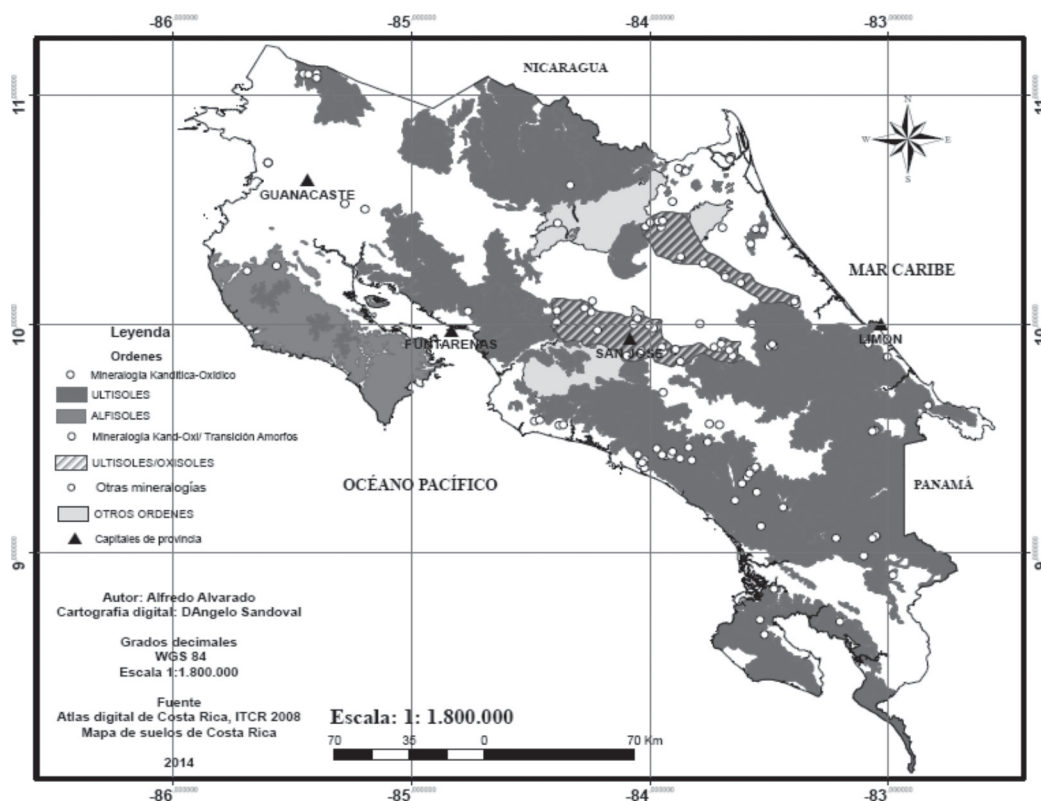 -86 -85 -84 -83
NICARAGUA
11 11
N
W E
S
GUANACASTE
MAR CARIBE
10 10
Leyenda
PUNTARENAS
SAN JOSE
LIMÓN
Ordenes
Mineralogía Kandítica-Oxídico
ULTISOLES
ALFISOLES
Mineralogía Kand-Oxi/ Transición Amorfos
ULTISOLES/OXISOLES
Otras mineralogías
OTROS ORDENES
Capitales de provincia
OCÉANO PACÍFICO
PANAMÁ
9 9
Autor: Alfredo Alvarado
Cartografia digital: DAngelo Sandoval
Grados decimales
WGS 84
Escala 1:1.800.000
Fuente
Atlas digital de Costa Rica, ITCR 2008
Mapa de suelos de Costa Rica
2014
Escala: 1: 1.800.000
70 35 0 70 Km
-86 -85 -84 -83